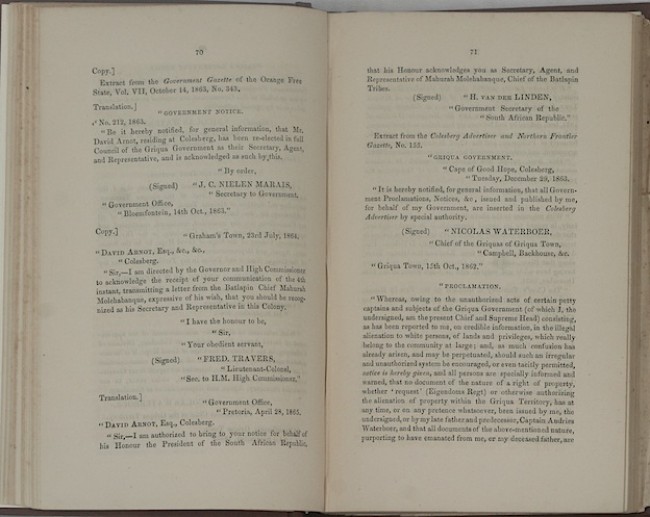 70
Copy.]
Extract from the Government Gazette of the Orange Free
State, Vol. VII, October 14, 1863, No. 345.
Translation.]
"GOVERNMENT NOTICE.
"No. 212, 1863.
"Be it hereby notified, for general information, that Mr.
David Arnot, residing at Colesberg, has been re-elected in full
Council of the Griqua Government as their Secretary, Agent,
and Representative, and is acknowledged as such by this.
"By order,
(Signed) "J. C. NIELEN MARAIS,
"Secretary to Government.
"Government Office,
"Bloemfontein, 14th Oct., 1863."
Copy.]
"Graham's Town, 23rd July, 1864.
"DAVID ARNOT, Esq., &c., &c.,
"Colesberg.
"Sir,—I am directed by the Governor and High Commissioner
to acknowledge the receipt of your communication of the 4th
instant, transmitting a letter from the Batlapin Chief Mahurah
Molehabanque, expressive of his wish, that you should be recog-
nized as his Secretary and Representative in this Colony.
"I have the honour to be,
"Sir,
"Your obedient servant,
(Signed) "FRED. TRAVERS,
"Lieutenant-Colonel,
"Sec. to H.M. High Commissioner."
Translation.]
"Government Office,
"Pretoria, April 28, 1865.
"DAVID ARNOT, Esq., Colesberg.
"Sir,—I am authorized to bring to your notice for behalf of
his Honour the President of the South African Republic,
71
that his Honour acknowledges you as Secretary, Agent, and
Representative of Mahurah Molehabanque, Chief of the Batlapin
Tribes.
(Signed) "H. VAN DER LINDEN,
"Government Secretary of the
"South African Republic."
Extract from the Colesberg Advertiser and Northern Frontier
Gazette, No. 155.
"GRIQUA GOVERNMENT.
"Cape of Good Hope, Colesberg,
"Tuesday, December 20, 1863.
"It is hereby notified, for general information, that all Govern-
ment Proclamations, Notices, &c, issued and published by me,
for behalf of my Government, are inserted in the Colesberg
Advertiser by special authority.
(Signed) "NICOLAS WATERBOER,
"Chief of the Griquas of Griqua Town,
"Campbell, Backhouse, &c.
"Griqua Town, 15th Oct., 1862."
"PROCLAMATION.
"Whereas, owing to the unauthorized acts of certain petty
captains and subjects of the Griqua Government (of which I, the
undersigned, am the present Chief and Supreme Head) consisting,
as has been reported to me, on credible information, in the illegal
alienation to white persons, of lands and privileges, which really
belong to the community at large; and, as much confusion has
already arisen, and may be perpetuated, should such an irregular
and unauthorized system be encouraged, or even tacitly permitted,
notice is hereby given, and all persons are specially informed and
warned, that no document of the nature of a right of property,
whether 'request' (Eigendoms Regt) or otherwise authorizing
the alienation of property within the Griqua Territory, has at
any time, or on any pretence whatsoever, been issued by me, the
undersigned, or by my late father and predecessor, Captain Andries
Waterboer, and that all documents of the above-mentioned nature,
purporting to have emanated from me, or my deceased father, are